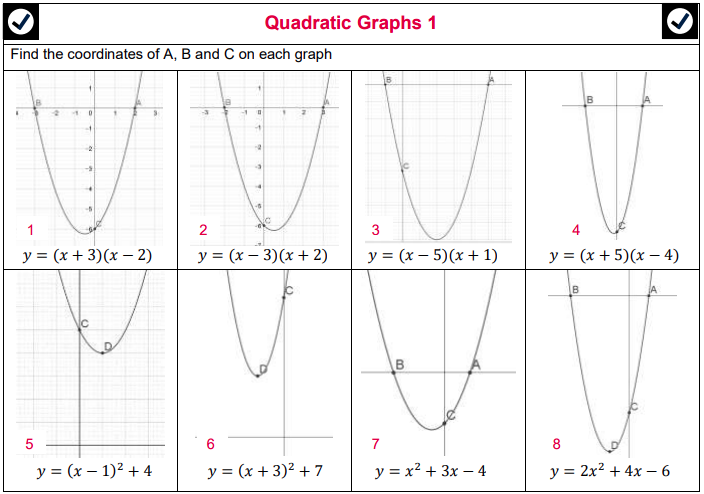 Quadratic Graphs 1
Find the coordinates of A, B and C on each graph
B A C
1
y = (x + 3)(x − 2)
B A C
2
y = (x − 3)(x + 2)
B A C
3
y = (x − 5)(x + 1)
B A C
4
y = (x + 5)(x − 4)
C D
5
y = (x − 1)² + 4
C D
6
y = (x + 3)² + 7
B A C
7
y = x² + 3x − 4
B A C D
8
y = 2x² + 4x − 6